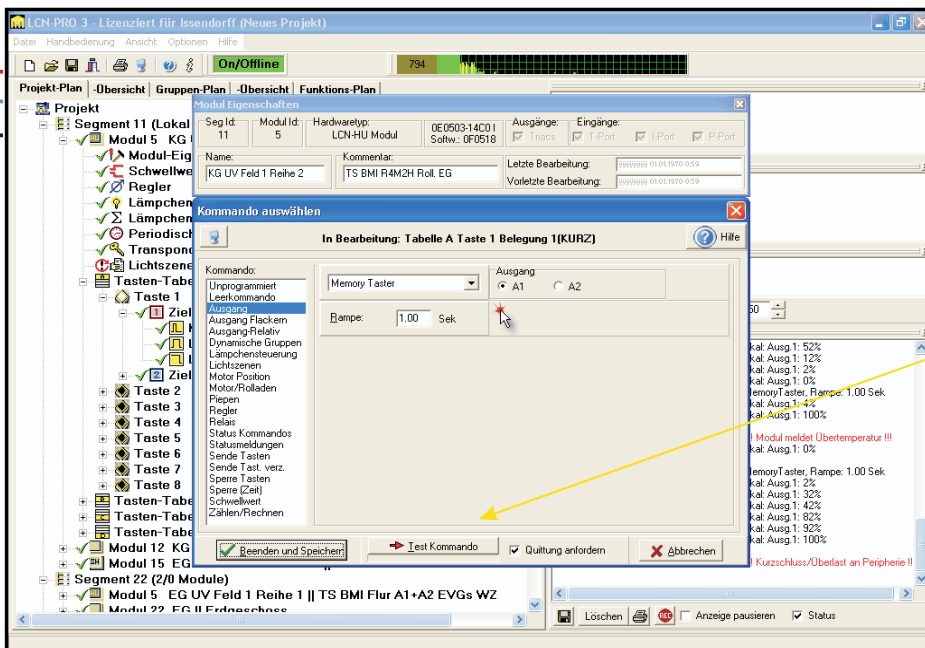 LCN-PRO 3 - Lizenziert für Issendorff (Neues Projekt)
Datei Handbedienung Ansicht Optionen Hilfe
On/Offline
794
Projekt-Plan -Übersicht Gruppen-Plan -Übersicht Funktions-Plan
Projekt
Segment 11 (Lokal
Modul 5 KG
Modul-Eig
Schwellwe
Regler
Lämpchen
Lämpchen
Periodisch
Transpond
Lichtszene
Tasten-Tabe
Taste 1
1 Ziel
2 Ziel
Taste 2
Taste 3
Taste 4
Taste 5
Taste 6
Taste 7
Taste 8
Tasten-Tabe
Tasten-Tabe
Tasten-Tabe
Modul 12 KG
Modul 15 EG
Segment 22 (2/0 Module)
Modul 5 EG UV Feld 1 Reihe 1 || TS BMI Flur A1+A2 EVGs WZ
Modul 22 EG II Erdgeschoss
Modul Eigenschaften
Seg Id: Modul Id: Hardwaretyp: Ausgänge: Eingänge:
11 5 LCN-HU Modul 0E0503-14C0 I
Softw.: 0F0518
Triacs T-Port I-Port P-Port
Name: Kommentar:
KG UV Feld 1 Reihe 2 TS BMI R4M2H Roll. EG
Letzte Bearbeitung: 01.01.1970 0:59
Vorletzte Bearbeitung: 01.01.1970 0:59
Kommando auswählen
In Bearbeitung: Tabelle A Taste 1 Belegung 1(KURZ)
Hilfe
Kommando:
Unprogrammiert
Leerkommando
Ausgang
Ausgang Flackern
Ausgang-Relativ
Dynamische Gruppen
Lämpchensteuerung
Lichtszenen
Motor Position
Motor/Rolladen
Piepen
Regler
Relais
Status Kommandos
Statusmeldungen
Sende Tasten
Sende Tast. verz.
Sperre Tasten
Sperre (Zeit)
Schwellwert
Zählen/Rechnen
Memory Taster
Ausgang
A1 A2
Rampe: 1.00 Sek
Beenden und Speichern
Test Kommando
Quittung anfordern
Abbrechen
50
kal: Ausg.1: 52%
kal: Ausg.1: 12%
kal: Ausg.1: 2%
kal: Ausg.1: 0%
MemoryTaster, Rampe: 1.00 Sek
kal: Ausg.1: 4%
kal: Ausg.1: 100%
! Modul meldet Übertemperatur !!!
kal: Ausg.1: 0%
MemoryTaster, Rampe: 1.00 Sek
kal: Ausg.1: 2%
kal: Ausg.1: 32%
kal: Ausg.1: 42%
kal: Ausg.1: 82%
kal: Ausg.1: 92%
kal: Ausg.1: 100%
! Kurzschluss/Überlast an Peripherie !!
Löschen REC Anzeige pausieren Status